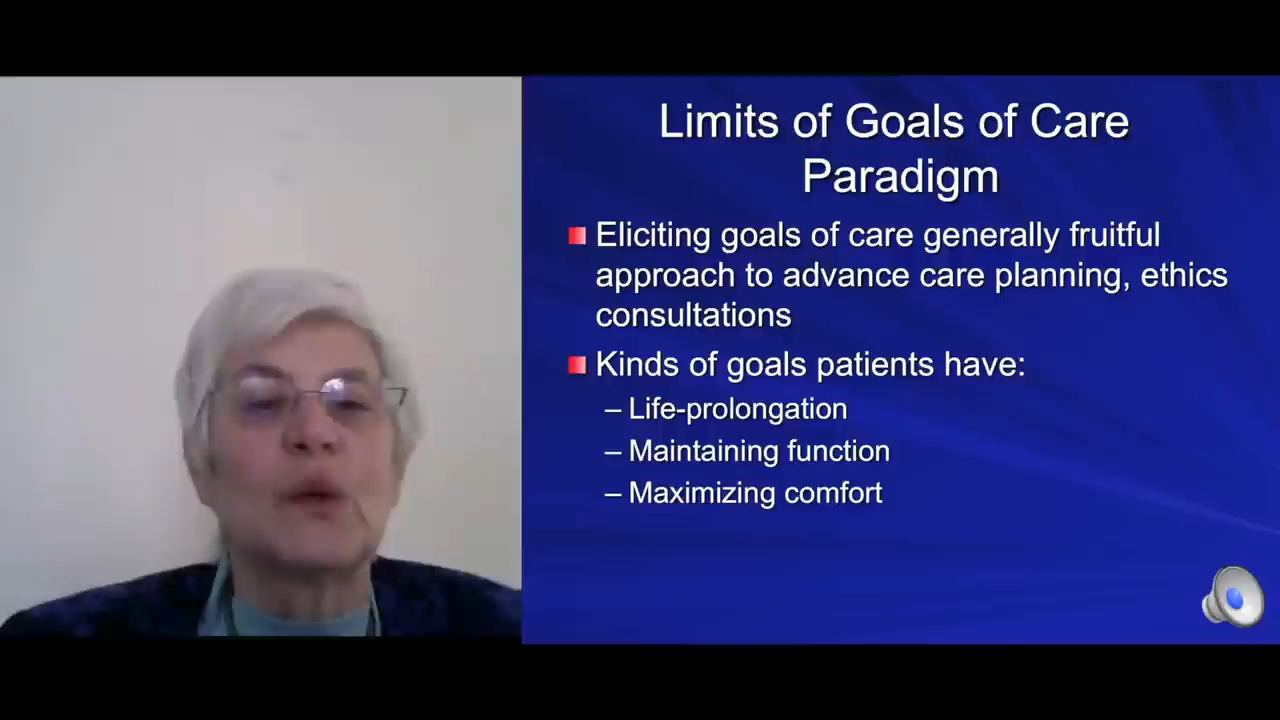 Limits of Goals of Care
Paradigm
Eliciting goals of care generally fruitful
approach to advance care planning, ethics
consultations
Kinds of goals patients have:
– Life-prolongation
– Maintaining function
– Maximizing comfort